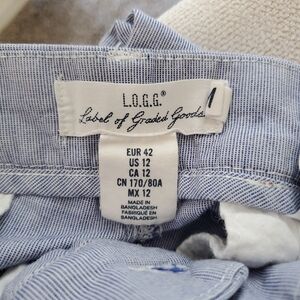 L.O.G.G.®
Label of Graded Goods
EUR 42
US 12
CA 12
CN 170/80A
MX 12
MADE IN
BANGLADESH
FABRIQUÉ EN
BANGLADESH